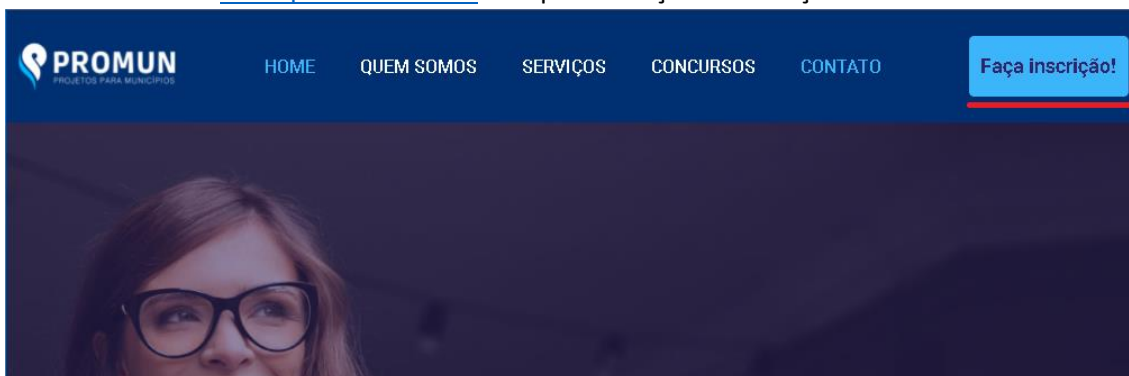 PROMUN
PROJETOS PARA MUNICÍPIOS
HOME QUEM SOMOS SERVIÇOS CONCURSOS CONTATO Faça inscrição!